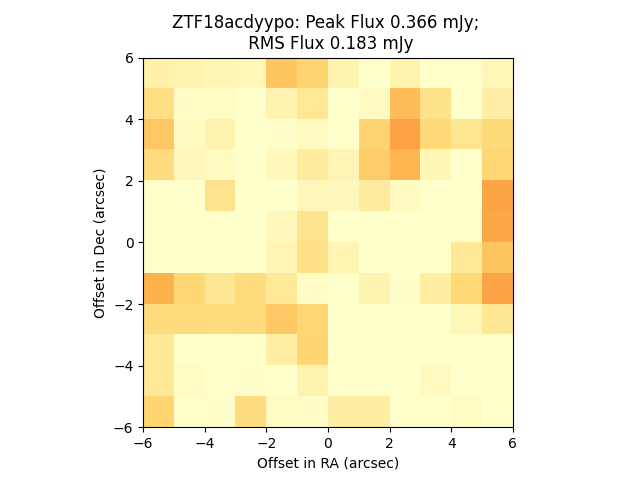 ZTF18acdyypo: Peak Flux 0.366 mJy;
RMS Flux 0.183 mJy
6
4
2
0
−2
−4
−6
Offset in Dec (arcsec)
−6 −4 −2 0 2 4 6
Offset in RA (arcsec)